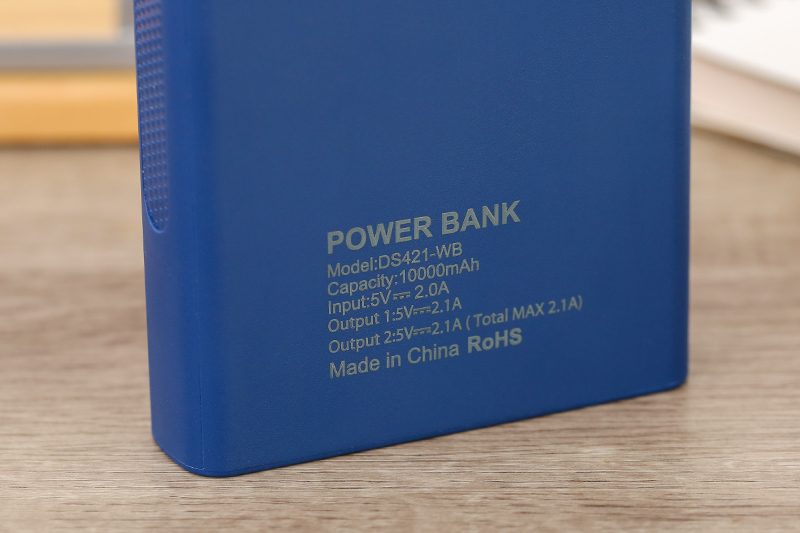 POWER BANK
Model:DS421-WB
Capacity:10000mAh
Input:5V⎓ 2.0A
Output 1:5V⎓2.1A
Output 2:5V⎓2.1A ( Total MAX 2.1A)
Made in China RoHS